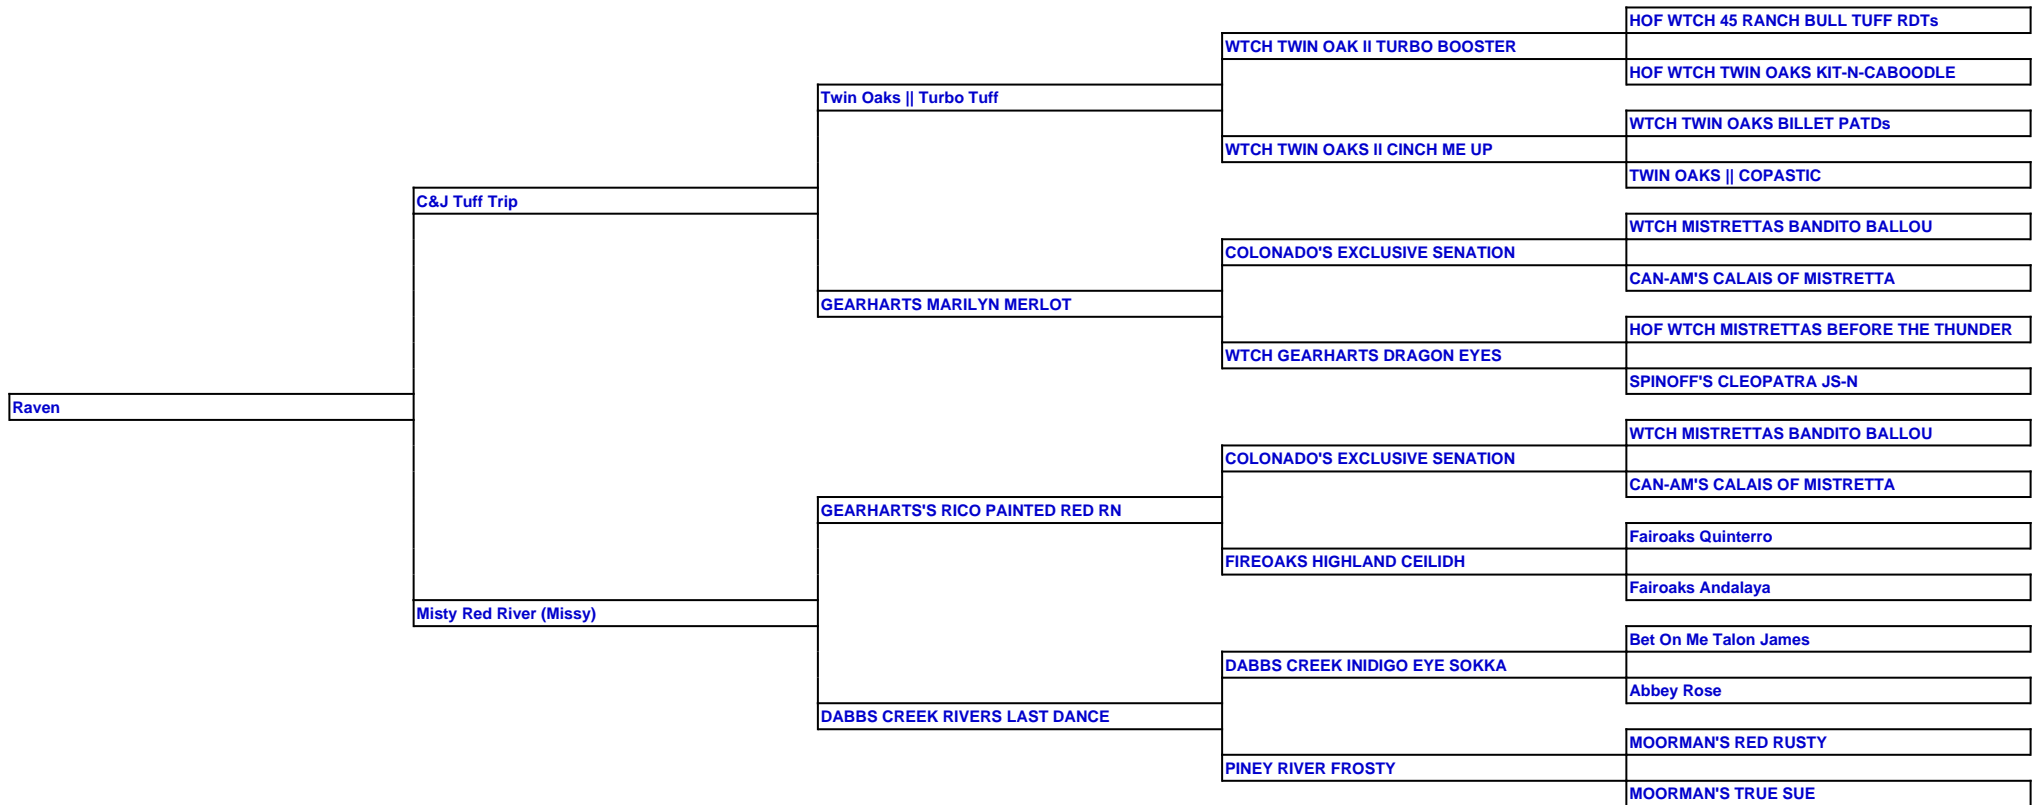 HOF WTCH 45 RANCH BULL TUFF RDTs
WTCH TWIN OAK II TURBO BOOSTER
HOF WTCH TWIN OAKS KIT-N-CABOODLE
Twin Oaks || Turbo Tuff
WTCH TWIN OAKS BILLET PATDs
WTCH TWIN OAKS II CINCH ME UP
TWIN OAKS || COPASTIC
C&J Tuff Trip
WTCH MISTRETTAS BANDITO BALLOU
COLONADO'S EXCLUSIVE SENATION
CAN-AM'S CALAIS OF MISTRETTA
GEARHARTS MARILYN MERLOT
HOF WTCH MISTRETTAS BEFORE THE THUNDER
WTCH GEARHARTS DRAGON EYES
SPINOFF'S CLEOPATRA JS-N
Raven
WTCH MISTRETTAS BANDITO BALLOU
COLONADO'S EXCLUSIVE SENATION
CAN-AM'S CALAIS OF MISTRETTA
GEARHARTS'S RICO PAINTED RED RN
Fairoaks Quinterro
FIREOAKS HIGHLAND CEILIDH
Fairoaks Andalaya
Misty Red River (Missy)
Bet On Me Talon James
DABBS CREEK INIDIGO EYE SOKKA
Abbey Rose
DABBS CREEK RIVERS LAST DANCE
MOORMAN'S RED RUSTY
PINEY RIVER FROSTY
MOORMAN'S TRUE SUE